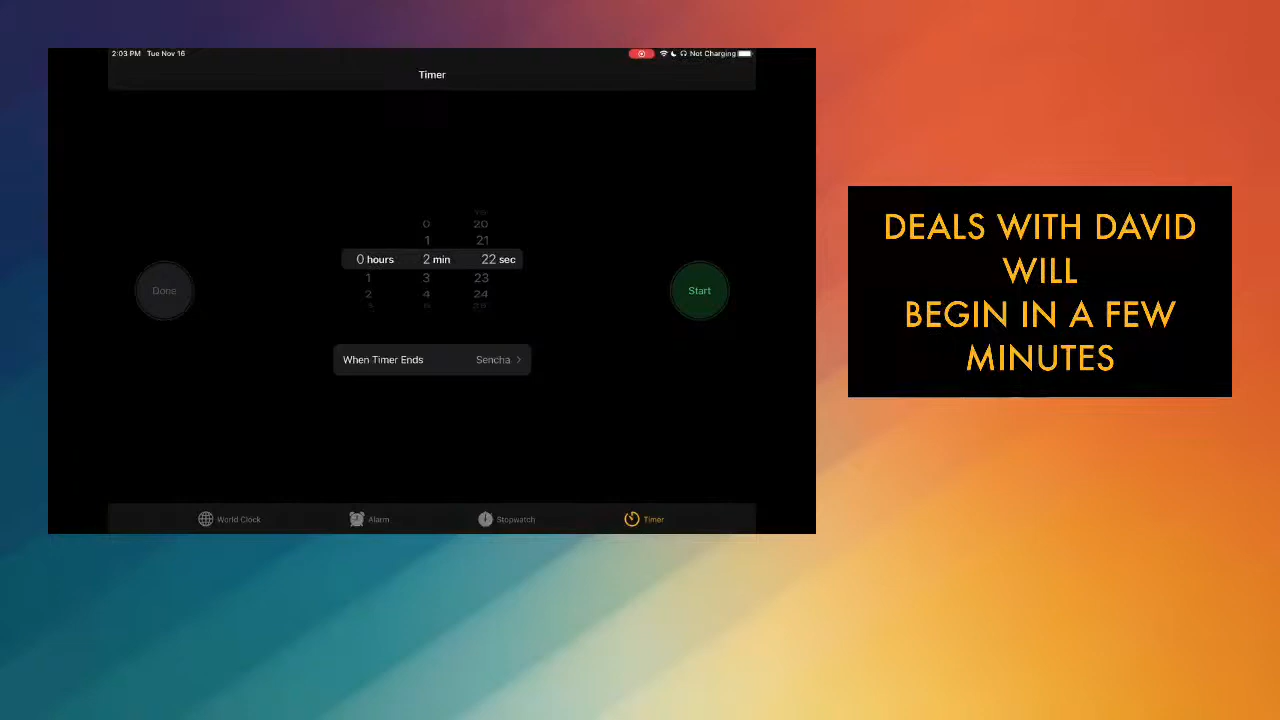 2:03 PM Tue Nov 16
Not Charging
Timer
0 20
1 21
0 hours 2 min 22 sec
1 3 23
2 4 24
Done
Start
When Timer Ends Sencha
World Clock Alarm Stopwatch Timer
DEALS WITH DAVID
WILL
BEGIN IN A FEW
MINUTES